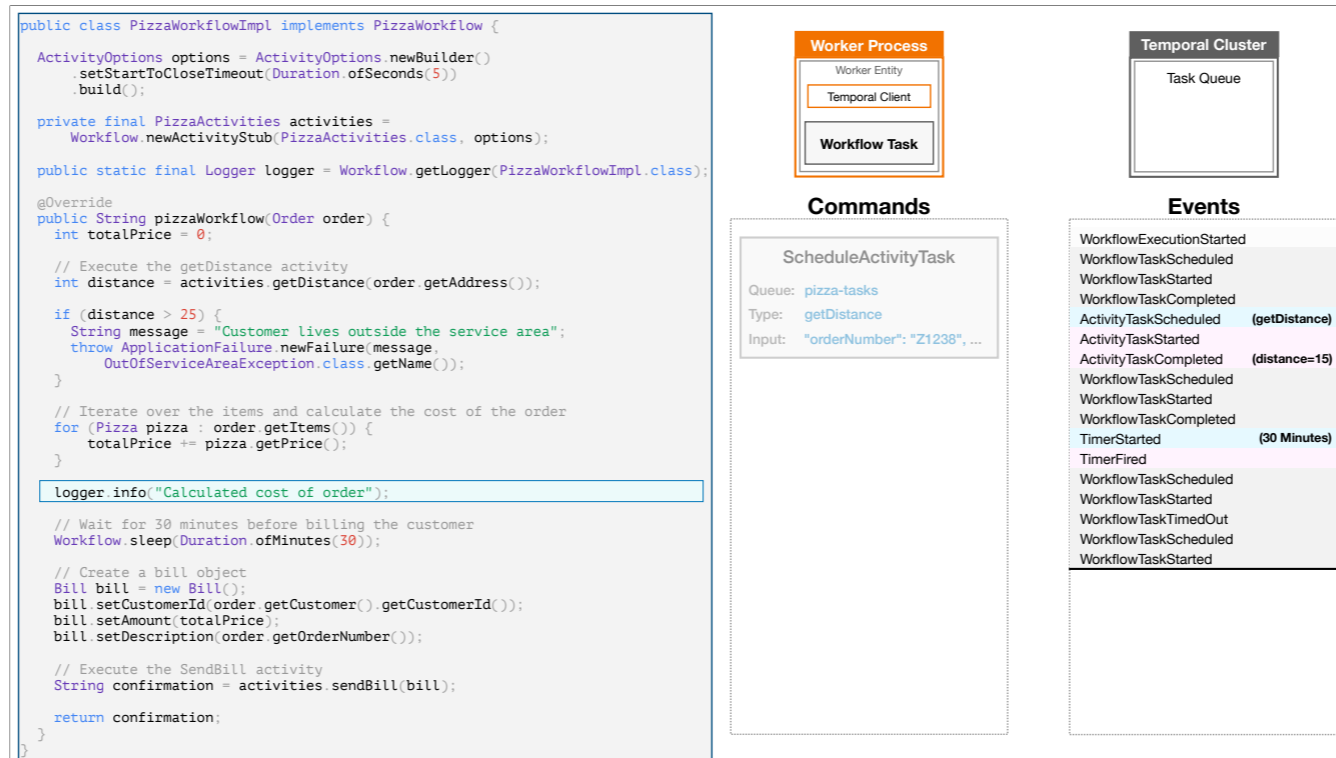 public class PizzaWorkflowImpl implements PizzaWorkflow {
ActivityOptions options = ActivityOptions.newBuilder()
.setStartToCloseTimeout(Duration.ofSeconds(5))
.build();
private final PizzaActivities activities =
Workflow.newActivityStub(PizzaActivities.class, options);
public static final Logger logger = Workflow.getLogger(PizzaWorkflowImpl.class);
@Override
public String pizzaWorkflow(Order order) {
int totalPrice = 0;
// Execute the getDistance activity
int distance = activities.getDistance(order.getAddress());
if (distance > 25) {
String message = "Customer lives outside the service area";
throw ApplicationFailure.newFailure(message,
OutOfServiceAreaException.class.getName());
}
// Iterate over the items and calculate the cost of the order
for (Pizza pizza : order.getItems()) {
totalPrice += pizza.getPrice();
}
logger.info("Calculated cost of order");
// Wait for 30 minutes before billing the customer
Workflow.sleep(Duration.ofMinutes(30));
// Create a bill object
Bill bill = new Bill();
bill.setCustomerId(order.getCustomer().getCustomerId());
bill.setAmount(totalPrice);
bill.setDescription(order.getOrderNumber());
// Execute the SendBill activity
String confirmation = activities.sendBill(bill);
return confirmation;
}
}
Worker Process
Worker Entity
Temporal Client
Workflow Task
Commands
ScheduleActivityTask
Queue: pizza-tasks
Type: getDistance
Input: "orderNumber": "Z1238", ...
Temporal Cluster
Task Queue
Events
WorkflowExecutionStarted
WorkflowTaskScheduled
WorkflowTaskStarted
WorkflowTaskCompleted
ActivityTaskScheduled (getDistance)
ActivityTaskStarted
ActivityTaskCompleted (distance=15)
WorkflowTaskScheduled
WorkflowTaskStarted
WorkflowTaskCompleted
TimerStarted (30 Minutes)
TimerFired
WorkflowTaskScheduled
WorkflowTaskStarted
WorkflowTaskTimedOut
WorkflowTaskScheduled
WorkflowTaskStarted